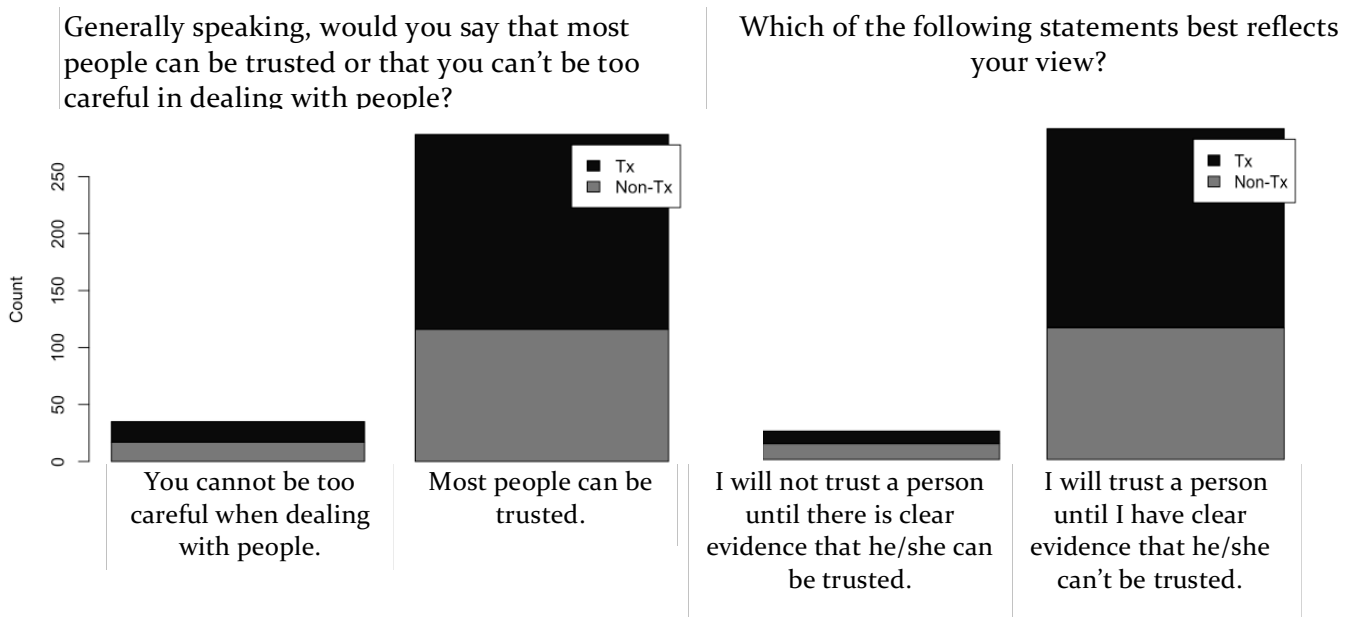 Generally speaking, would you say that most
people can be trusted or that you can't be too
careful in dealing with people?
Which of the following statements best reflects
your view?
Count
0
50
100
150
200
250
Tx
Non-Tx
Tx
Non-Tx
You cannot be too
careful when dealing
with people.
Most people can be
trusted.
I will not trust a person
until there is clear
evidence that he/she can
be trusted.
I will trust a person
until I have clear
evidence that he/she
can't be trusted.